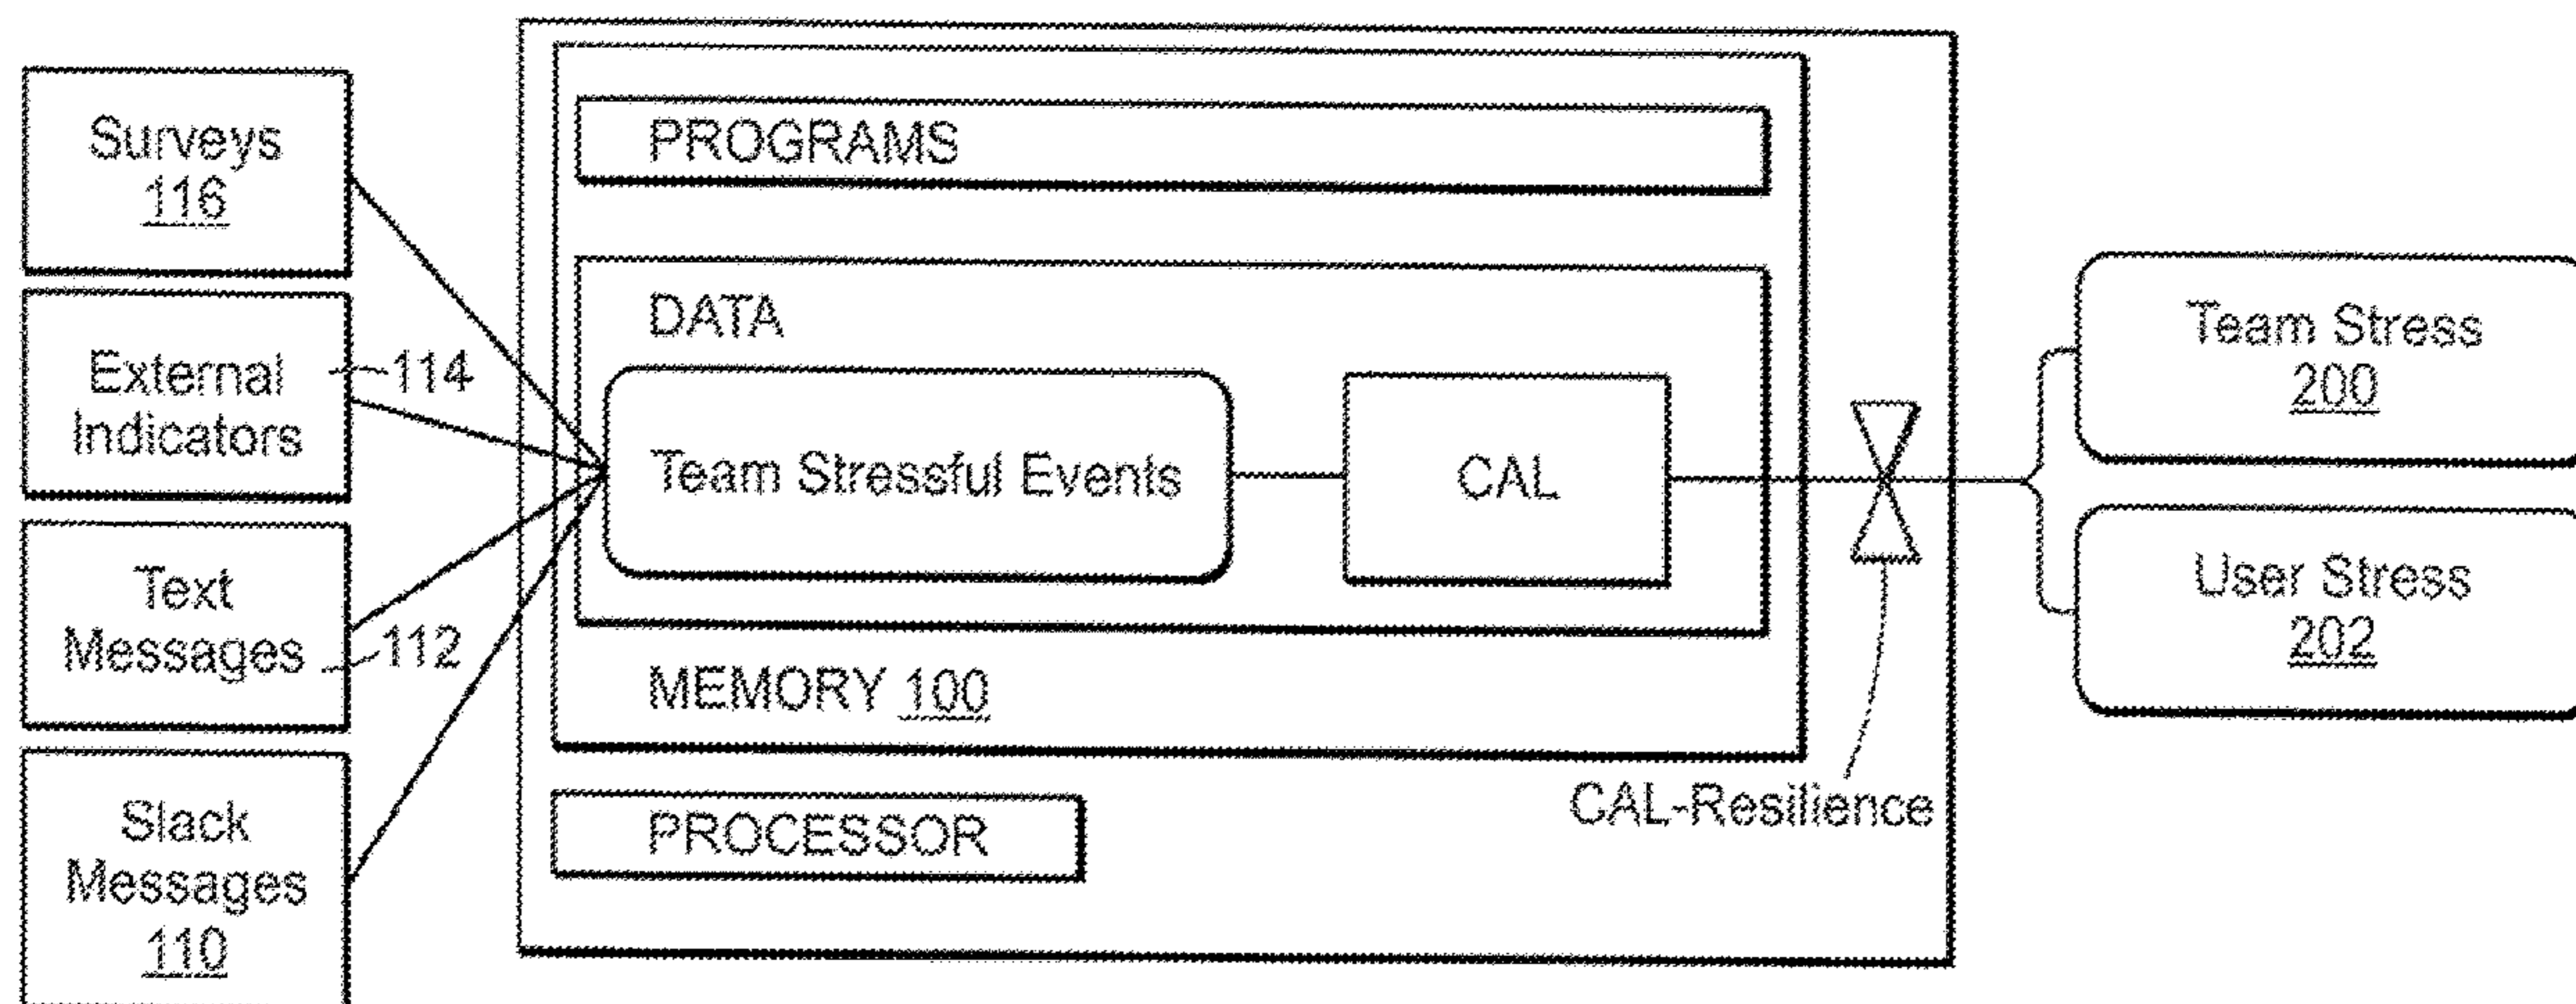 Surveys
116
External
Indicators
114
Text
Messages
112
Slack
Messages
110
PROGRAMS
DATA
Team Stressful Events
CAL
MEMORY 100
PROCESSOR
CAL-Resilience
Team Stress
200
User Stress
202